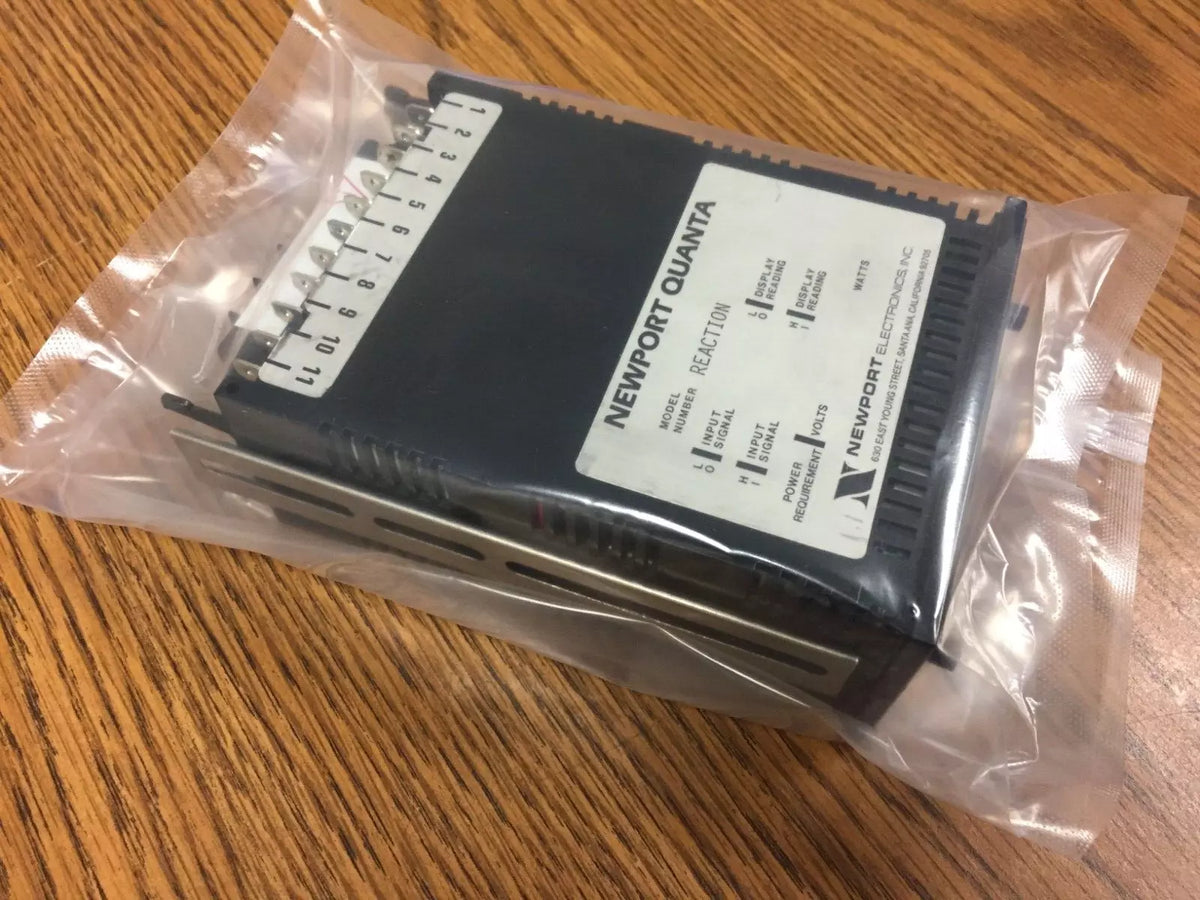 1
2
3
4
5
6
7
8
9
10
11
NEWPORT QUANTA
MODEL
NUMBER REACTION
LO INPUT SIGNAL
LO DISPLAY READING
HI INPUT SIGNAL
HI DISPLAY READING
POWER
REQUIREMENT VOLTS
WATTS
NEWPORT ELECTRONICS, INC.
630 EAST YOUNG STREET, SANTA ANA, CALIFORNIA 92705